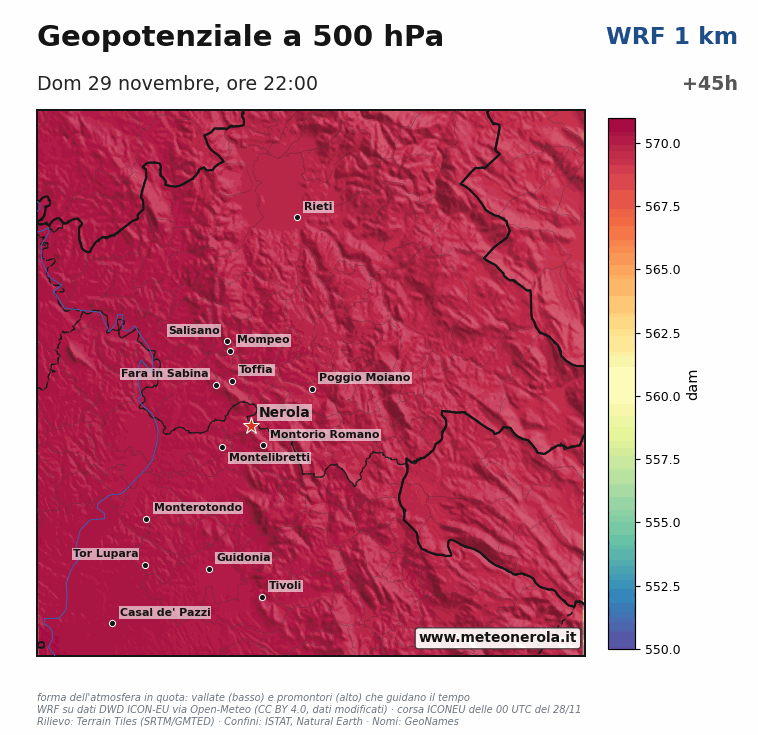 Geopotenziale a 500 hPa
WRF 1 km
Dom 29 novembre, ore 22:00
+45h
Rieti
Salisano
Mompeo
Toffia
Fara in Sabina
Poggio Moiano
Nerola
Montorio Romano
Montelibretti
Monterotondo
Tor Lupara
Guidonia
Tivoli
Casal de' Pazzi
www.meteonerola.it
570.0
567.5
565.0
562.5
560.0
557.5
555.0
552.5
550.0
dam
forma dell'atmosfera in quota: vallate (basso) e promontori (alto) che guidano il tempo
WRF su dati DWD ICON-EU via Open-Meteo (CC BY 4.0, dati modificati) · corsa ICONEU delle 00 UTC del 28/11
Rilievo: Terrain Tiles (SRTM/GMTED) · Confini: ISTAT, Natural Earth · Nomi: GeoNames